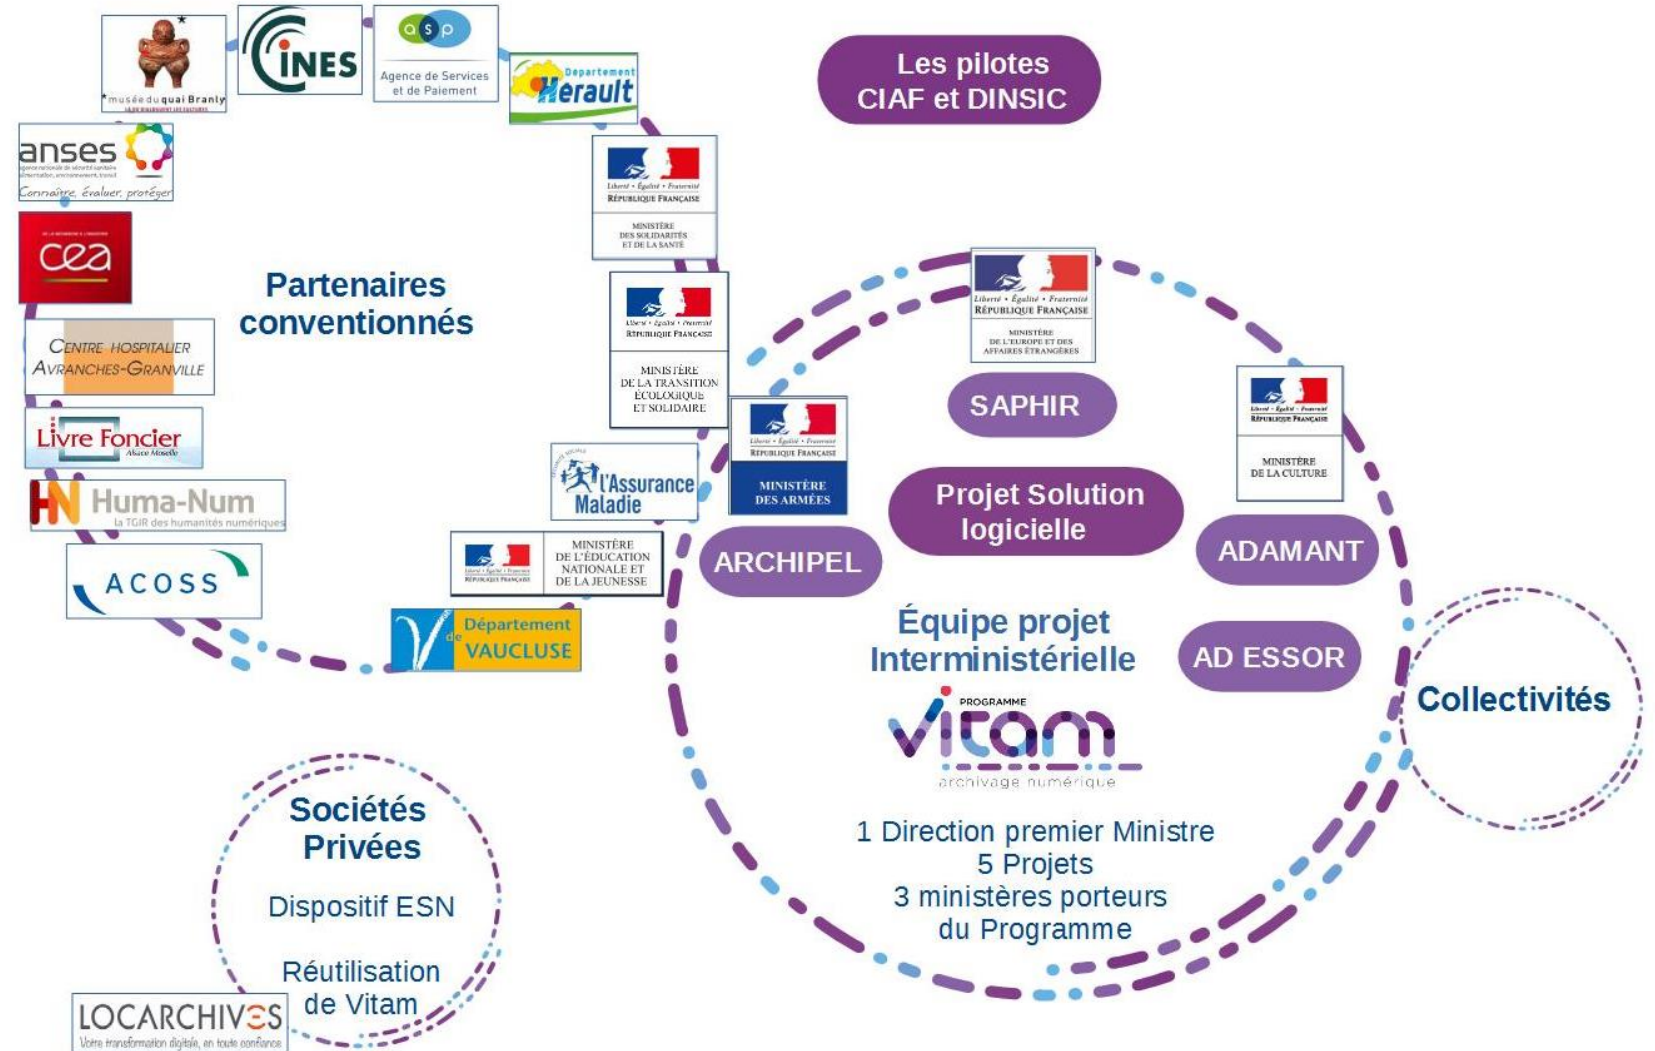 *
musée du quai Branly
CINES
asp
Agence de Services
et de Paiement
Département
Hérault
Les pilotes
CIAF et DINSIC
anses
Connaître, évaluer, protéger
cea
Partenaires
conventionnés
Liberté • Égalité • Fraternité
RÉPUBLIQUE FRANÇAISE
MINISTÈRE
DES SOLIDARITÉS
ET DE LA SANTÉ
Liberté • Égalité • Fraternité
RÉPUBLIQUE FRANÇAISE
MINISTÈRE
DE LA TRANSITION
ÉCOLOGIQUE
ET SOLIDAIRE
Liberté • Égalité • Fraternité
RÉPUBLIQUE FRANÇAISE
MINISTÈRE
DE L'EUROPE ET DES
AFFAIRES ÉTRANGÈRES
SAPHIR
CENTRE HOSPITALIER
AVRANCHES-GRANVILLE
Livre Foncier
Alsace Moselle
Huma-Num
la TGIR des humanités numériques
ACOSS
SÉCURITÉ SOCIALE
l'Assurance
Maladie
Liberté • Égalité • Fraternité
RÉPUBLIQUE FRANÇAISE
MINISTÈRE
DES ARMÉES
ARCHIPEL
Liberté • Égalité • Fraternité
RÉPUBLIQUE FRANÇAISE
MINISTÈRE
DE LA CULTURE
ADAMANT
Projet Solution
logicielle
Liberté • Égalité • Fraternité
RÉPUBLIQUE FRANÇAISE
MINISTÈRE
DE L'ÉDUCATION
NATIONALE ET
DE LA JEUNESSE
Département
de
VAUCLUSE
Équipe projet
Interministérielle
AD ESSOR
PROGRAMME
vitam
archivage numérique
Collectivités
1 Direction premier Ministre
5 Projets
3 ministères porteurs
du Programme
Sociétés
Privées
Dispositif ESN
Réutilisation
de Vitam
LOCARCHIVES
Votre transformation digitale, en toute confiance